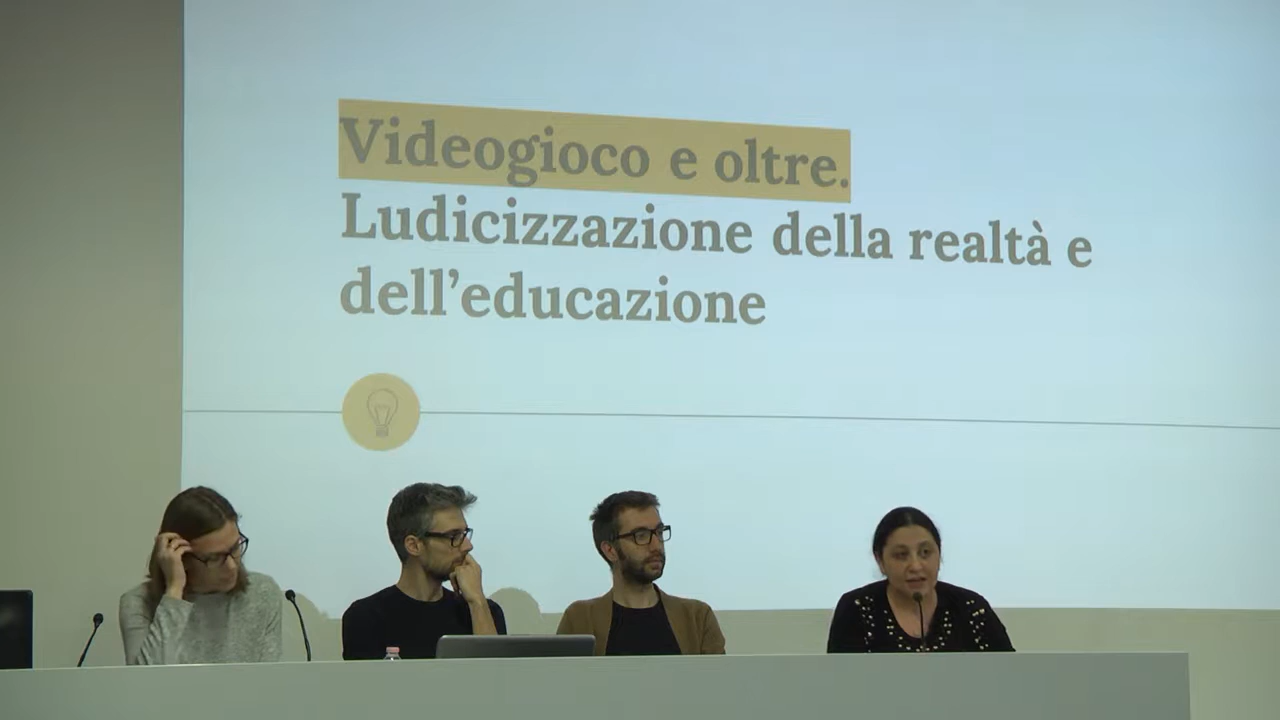 Videogioco e oltre.
Ludicizzazione della realtà e
dell’educazione